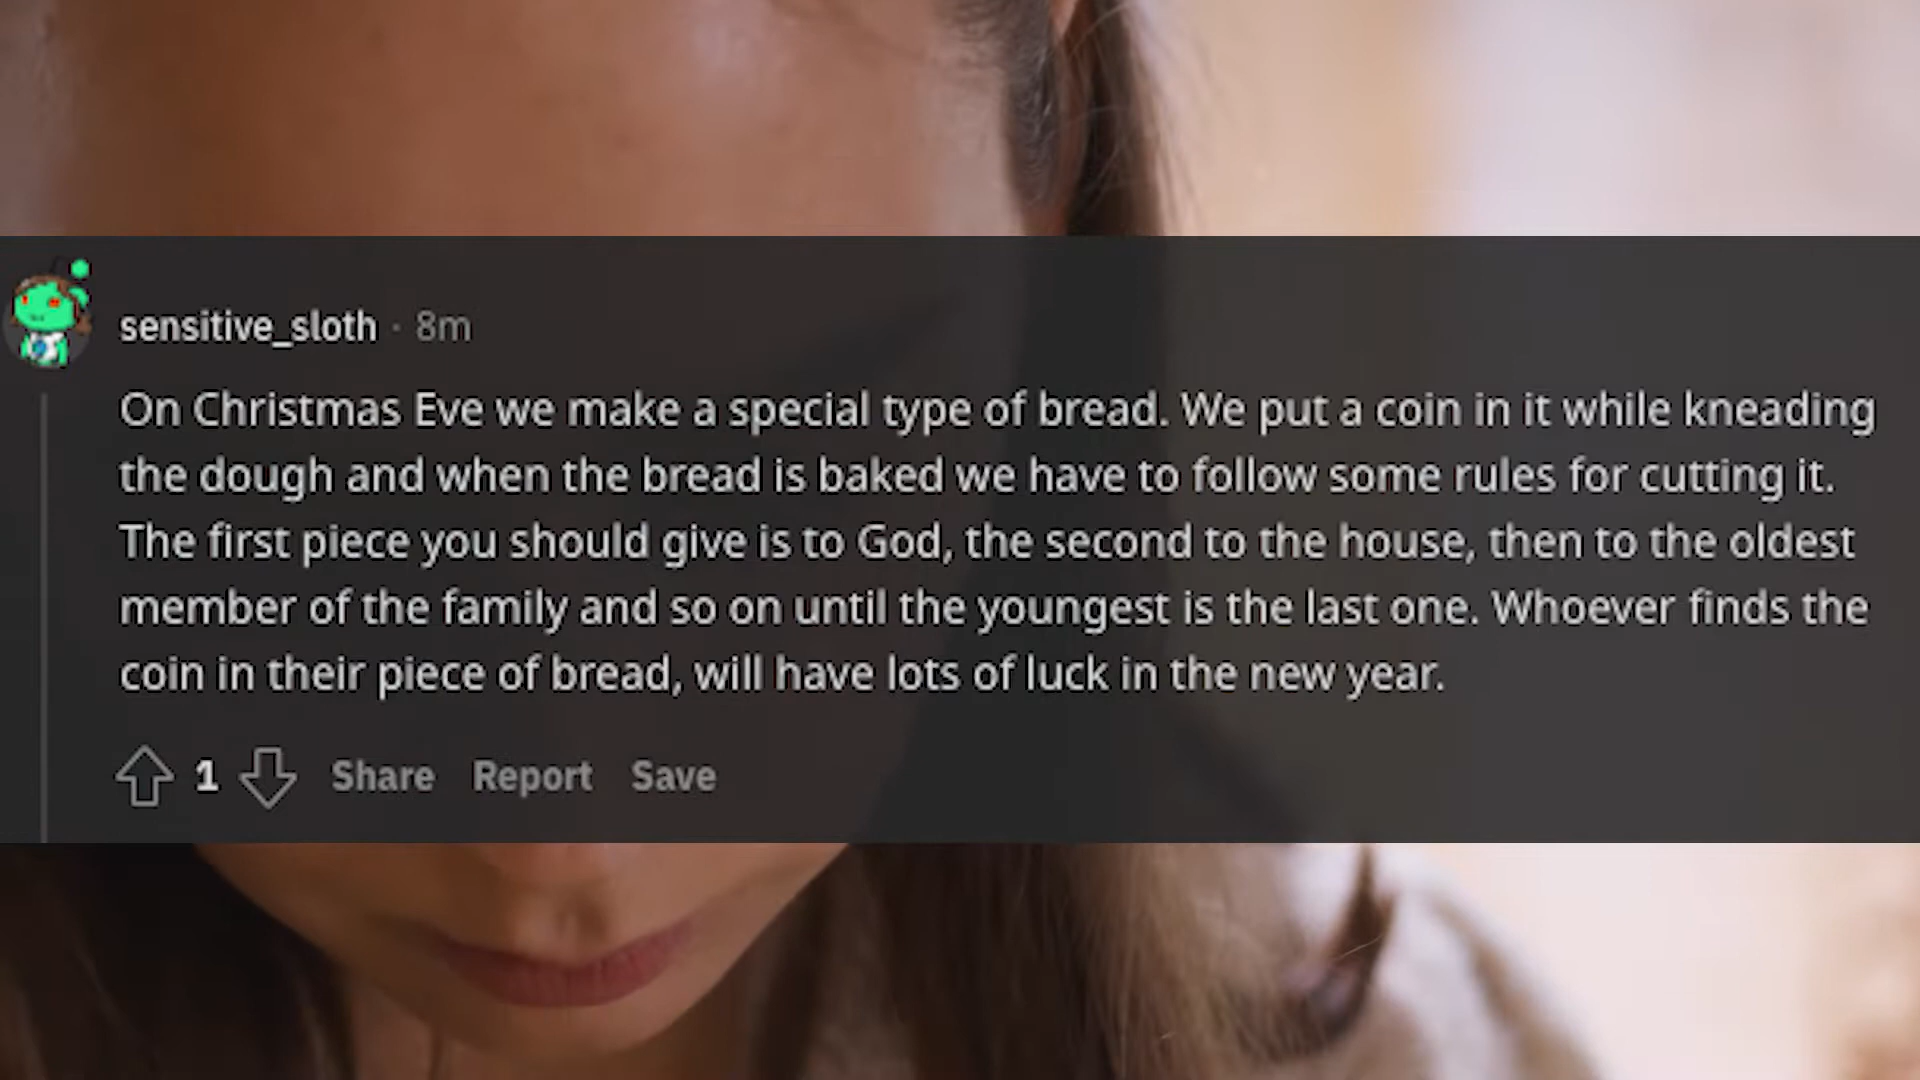 sensitive_sloth · 8m
On Christmas Eve we make a special type of bread. We put a coin in it while kneading
the dough and when the bread is baked we have to follow some rules for cutting it.
The first piece you should give is to God, the second to the house, then to the oldest
member of the family and so on until the youngest is the last one. Whoever finds the
coin in their piece of bread, will have lots of luck in the new year.
1 Share Report Save